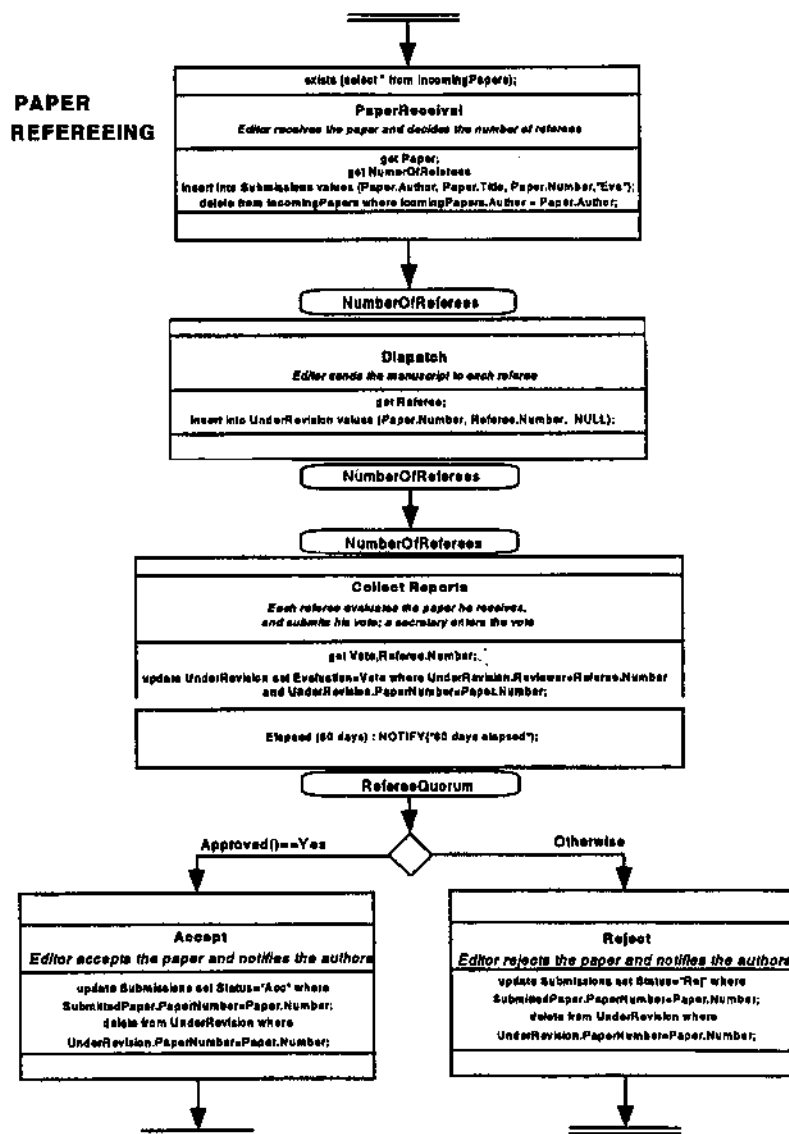 PAPER
REFEREEING
exists (select * from IncomingPapers);
PaperReceival
Editor receives the paper and decides the number of referees
get Paper;
get NumerOfReferees
insert into Submissions values (Paper.Author, Paper.Title, Paper.Number,"Eve");
delete from IncomingPapers where IcomingPapers.Author = Paper.Author;
NumberOfReferees
Dispatch
Editor sends the manuscript to each referee
get Referee;
insert into UnderRevision values (Paper.Number, Referee.Number, NULL);
NumberOfReferees
NumberOfReferees
Collect Reports
Each referee evaluates the paper he receives,
and submits his vote; a secretary enters the vote
get Vote,Referee.Number;
update UnderRevision set Evaluation=Vote where UnderRevision.Reviewer=Referee.Number
and UnderRevision.PaperNumber=Paper.Number;
Elapsed (60 days) : NOTIFY("60 days elapsed");
RefereeQuorum
Approved()==Yes
Otherwise
Accept
Editor accepts the paper and notifies the authors
update Submissions set Status="Acc" where
SubmittedPaper.PaperNumber=Paper.Number;
delete from UnderRevision where
UnderRevision.PaperNumber=Paper.Number;
Reject
Editor rejects the paper and notifies the authors
update Submissions set Status="Rej" where
SubmittedPaper.PaperNumber=Paper.Number;
delete from UnderRevision where
UnderRevision.PaperNumber=Paper.Number;